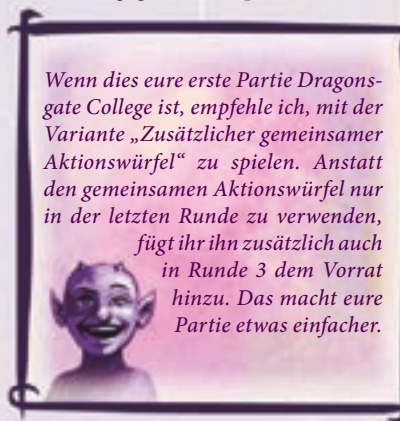 Wenn dies eure erste Partie Dragons-
gate College ist, empfehle ich, mit der
Variante „Zusätzlicher gemeinsamer
Aktionswürfel“ zu spielen. Anstatt
den gemeinsamen Aktionswürfel nur
in der letzten Runde zu verwenden,
fügt ihr ihn zusätzlich auch
in Runde 3 dem Vorrat
hinzu. Das macht eure
Partie etwas einfacher.